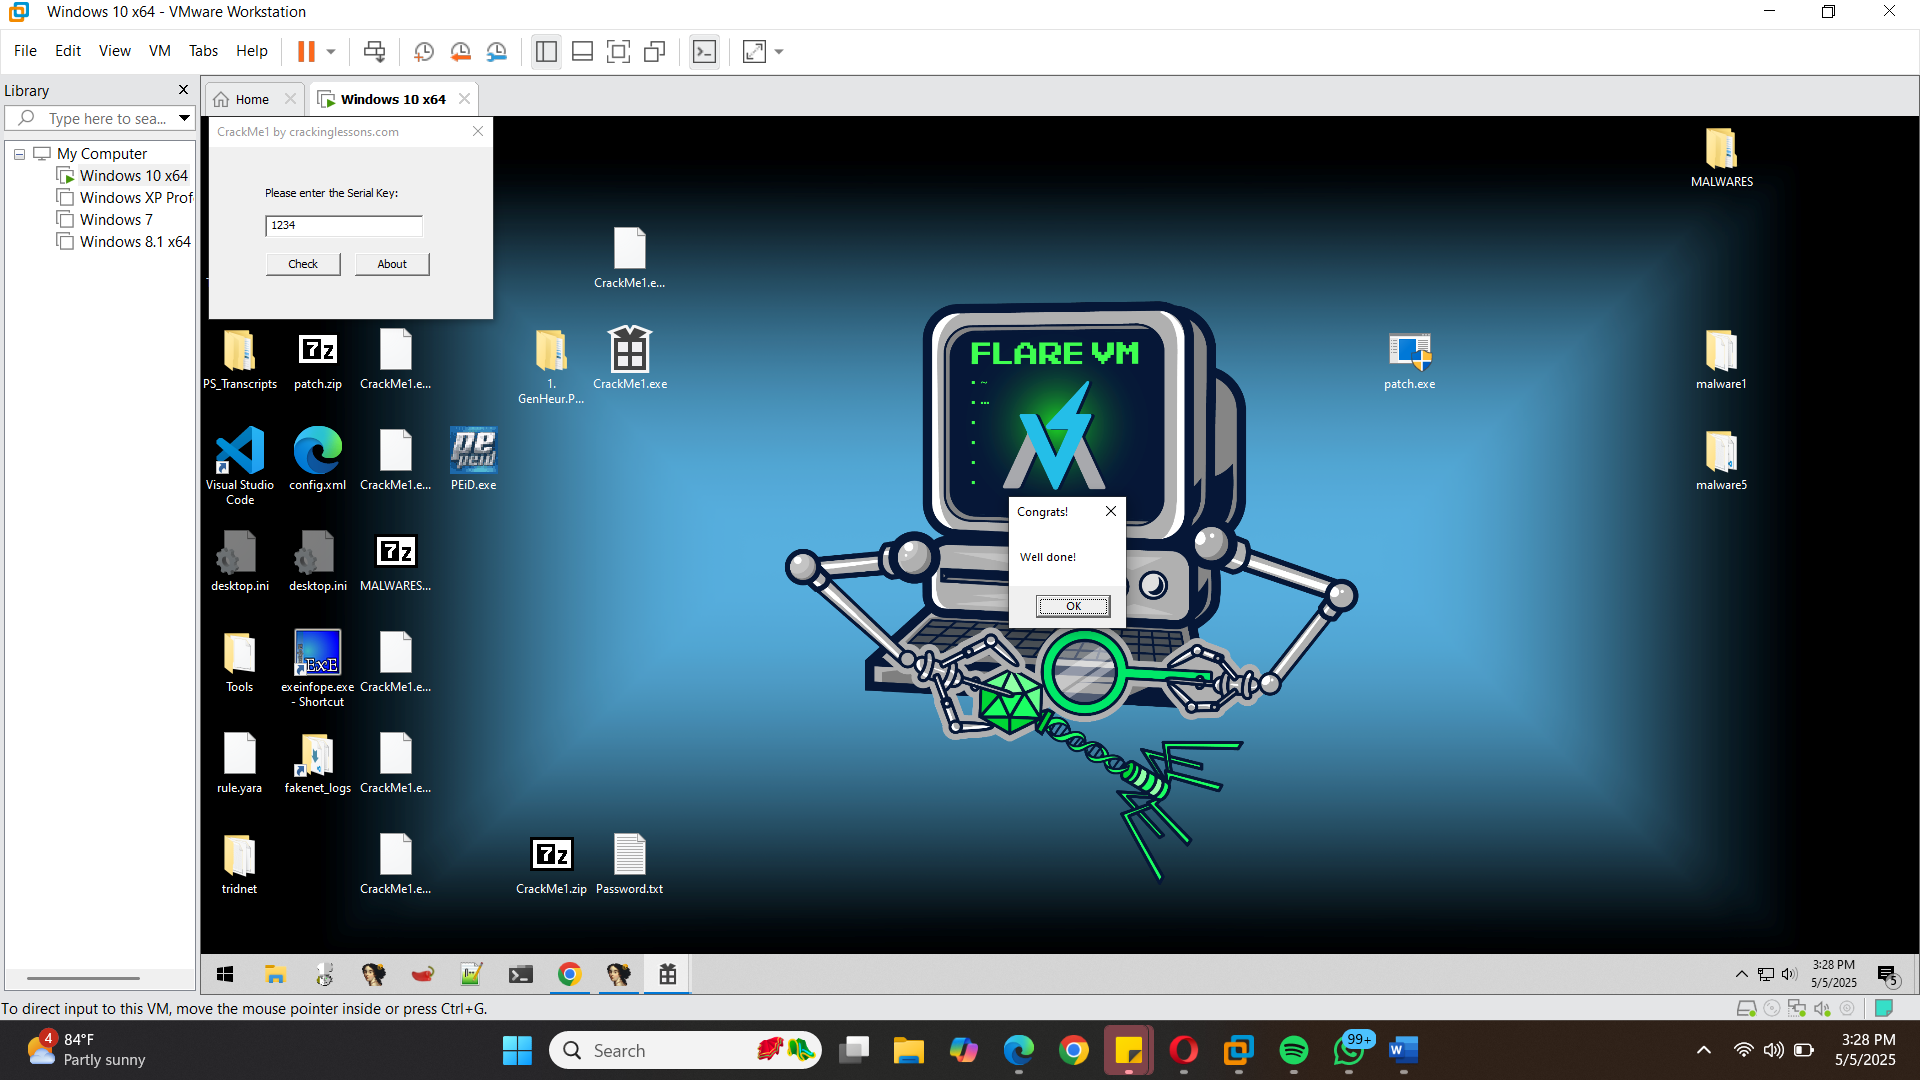 Windows 10 x64 - VMware Workstation
File Edit View VM Tabs Help
Library
Type here to sea...
My Computer
Windows 10 x64
Windows XP Prof
Windows 7
Windows 8.1 x64
Home
Windows 10 x64
CrackMe1 by crackinglessons.com
Please enter the Serial Key:
1234
Check About
MALWARES
CrackMe1.e...
PS_Transcripts
patch.zip
CrackMe1.e...
1.
GenHeur.P...
CrackMe1.exe
patch.exe
malware1
FLARE VM
Visual Studio
Code
config.xml
CrackMe1.e...
PEiD.exe
malware5
Congrats!
Well done!
OK
desktop.ini
desktop.ini
MALWARES...
Tools
exeinfope.exe
- Shortcut
CrackMe1.e...
rule.yara
fakenet_logs
CrackMe1.e...
tridnet
CrackMe1.e...
CrackMe1.zip
Password.txt
3:28 PM
5/5/2025
5
To direct input to this VM, move the mouse pointer inside or press Ctrl+G.
4
84°F
Partly sunny
Search
99+
3:28 PM
5/5/2025